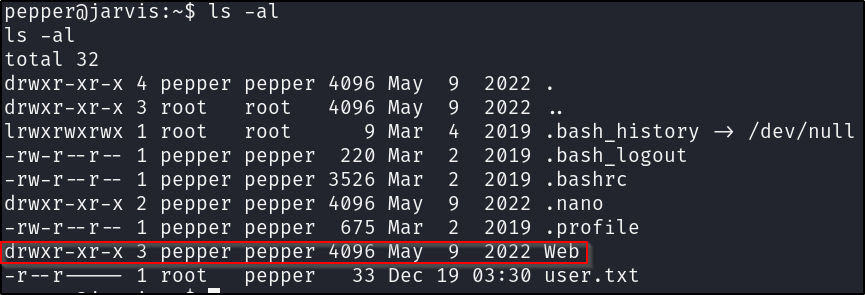 pepper@jarvis:~$ ls -al
ls -al
total 32
drwxr-xr-x 4 pepper pepper 4096 May  9  2022 .
drwxr-xr-x 3 root   root   4096 May  9  2022 ..
lrwxrwxrwx 1 root   root      9 Mar  4  2019 .bash_history -> /dev/null
-rw-r--r-- 1 pepper pepper  220 Mar  2  2019 .bash_logout
-rw-r--r-- 1 pepper pepper 3526 Mar  2  2019 .bashrc
drwxr-xr-x 2 pepper pepper 4096 May  9  2022 .nano
-rw-r--r-- 1 pepper pepper  675 Mar  2  2019 .profile
drwxr-xr-x 3 pepper pepper 4096 May  9  2022 Web
-r--r----- 1 root   pepper   33 Dec 19 03:30 user.txt